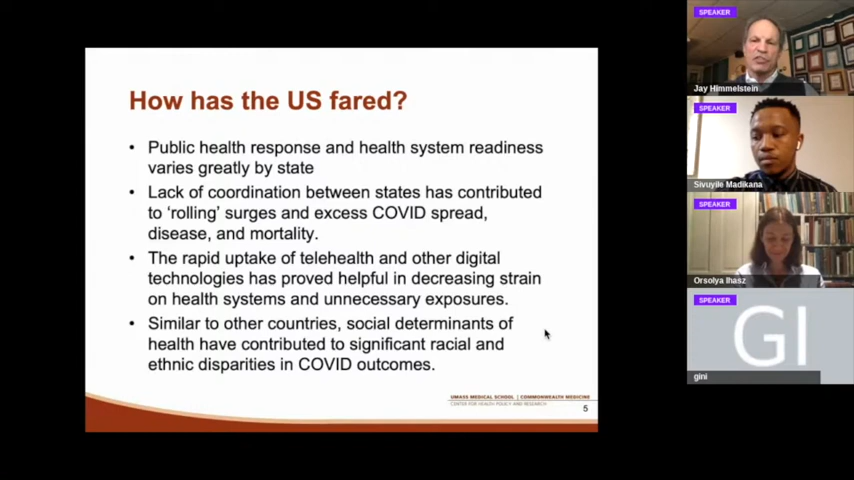 How has the US fared?
• Public health response and health system readiness
varies greatly by state
• Lack of coordination between states has contributed
to ‘rolling’ surges and excess COVID spread,
disease, and mortality.
• The rapid uptake of telehealth and other digital
technologies has proved helpful in decreasing strain
on health systems and unnecessary exposures.
• Similar to other countries, social determinants of
health have contributed to significant racial and
ethnic disparities in COVID outcomes.
UMASS MEDICAL SCHOOL | COMMONWEALTH MEDICINE
CENTER FOR HEALTH POLICY AND RESEARCH
5
SPEAKER
Jay Himmelstein
SPEAKER
Sivuyile Madikana
SPEAKER
Orsolya Ihasz
SPEAKER
GI
gini